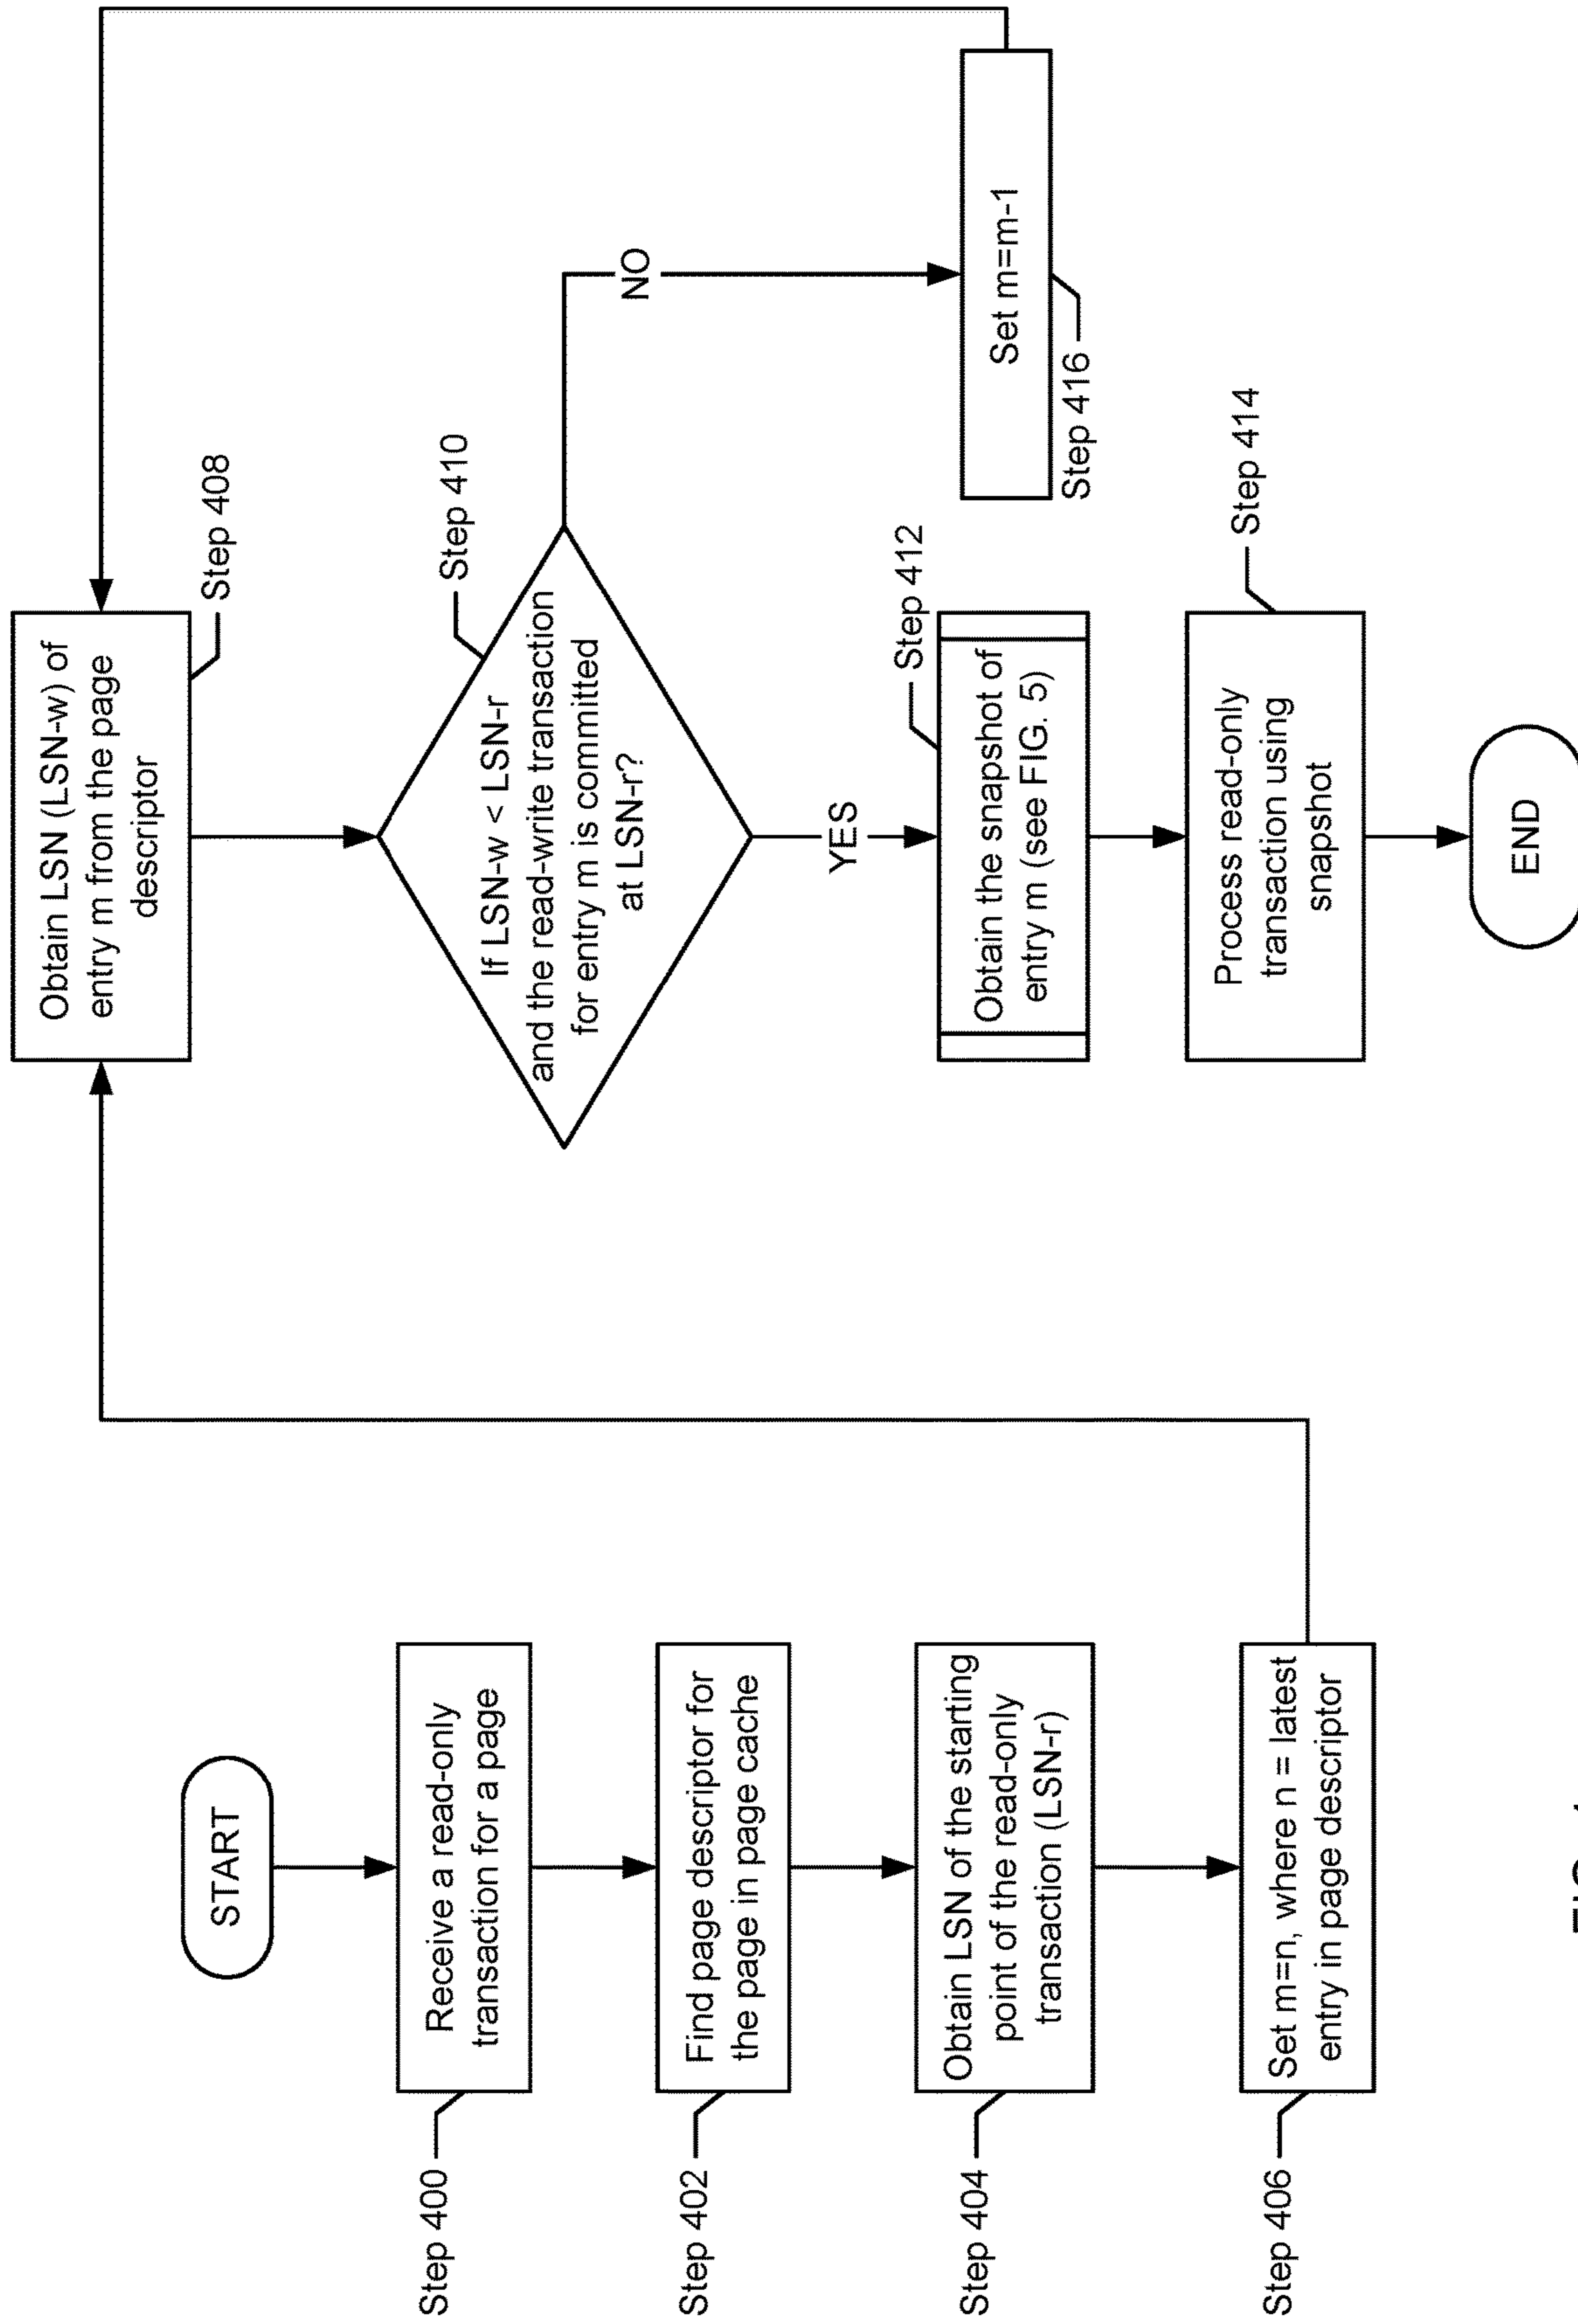 START
Step 400
Receive a read-only
transaction for a page
Step 402
Find page descriptor for
the page in page cache
Step 404
Obtain LSN of the starting
point of the read-only
transaction (LSN-r)
Step 406
Set m=n, where n = latest
entry in page descriptor
Obtain LSN (LSN-w) of
entry m from the page
descriptor
Step 408
If LSN-w < LSN-r
and the read-write transaction
for entry m is committed
at LSN-r?
Step 410
NO
Set m=m-1
Step 416
YES
Obtain the snapshot of
entry m (see FIG. 5)
Step 412
Process read-only
transaction using
snapshot
Step 414
END